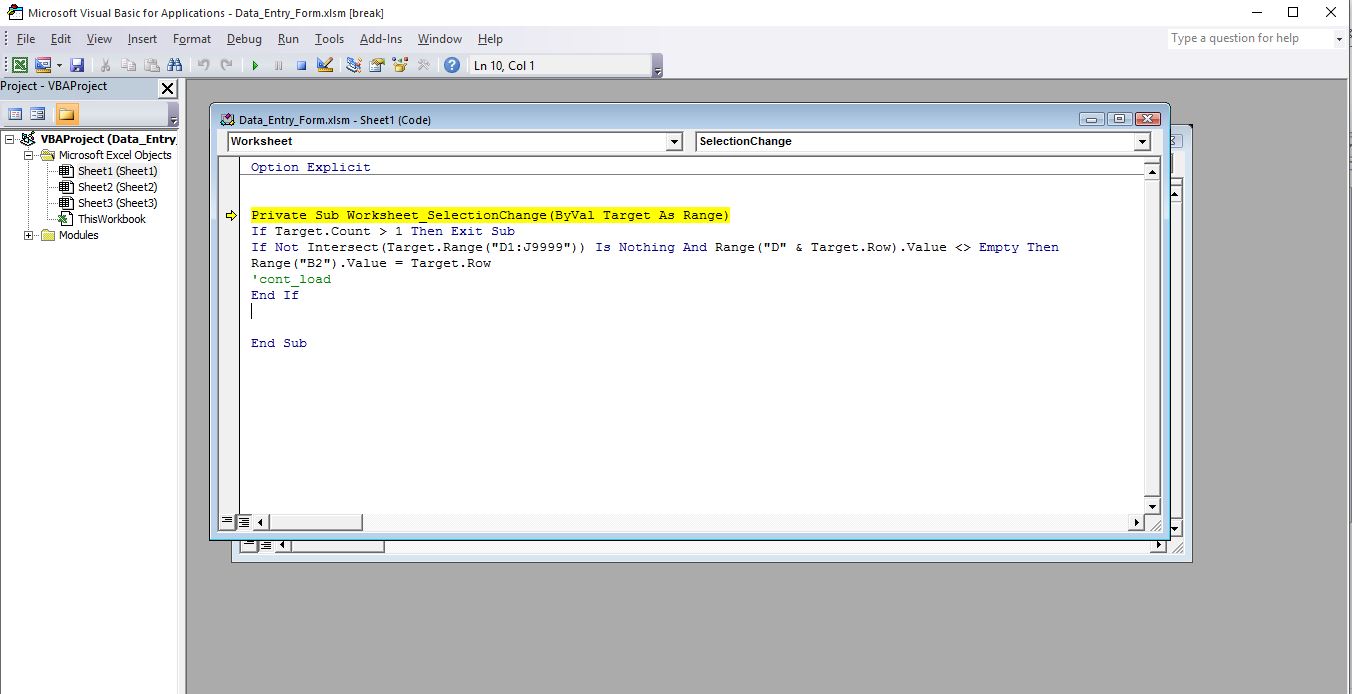 Microsoft Visual Basic for Applications - Data_Entry_Form.xlsm [break]
File Edit View Insert Format Debug Run Tools Add-Ins Window Help
Type a question for help
Ln 10, Col 1
Project - VBAProject
VBAProject (Data_Entry
Microsoft Excel Objects
Sheet1 (Sheet1)
Sheet2 (Sheet2)
Sheet3 (Sheet3)
ThisWorkbook
Modules
Data_Entry_Form.xlsm - Sheet1 (Code)
Worksheet
SelectionChange
Option Explicit
Private Sub Worksheet_SelectionChange(ByVal Target As Range)
If Target.Count > 1 Then Exit Sub
If Not Intersect(Target.Range("D1:J9999")) Is Nothing And Range("D" & Target.Row).Value <> Empty Then
Range("B2").Value = Target.Row
'cont_load
End If
End Sub